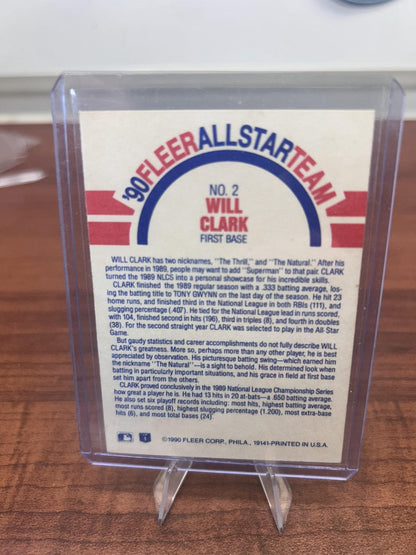 '90 FLEER ALL STAR TEAM
NO. 2
WILL
CLARK
FIRST BASE
WILL CLARK has two nicknames, "The Thrill," and "The Natural." After his
performance in 1989, people may want to add "Superman" to that pair. CLARK
turned the 1989 NLCS into a personal showcase for his incredible skills.
CLARK finished the 1989 regular season with a .333 batting average, los-
ing the batting title to TONY GWYNN on the last day of the season. He hit 23
home runs, and finished third in the National League in both RBIs (111), and
slugging percentage (.407). He tied for the National League lead in runs scored,
with 104, finished second in hits (196), third in triples (8), and fourth in doubles
(38). For the second straight year CLARK was selected to play in the All-Star
Game.
But gaudy statistics and career accomplishments do not fully describe WILL
CLARK's greatness. More so, perhaps more than any other player, he is best
appreciated by observation. His picturesque batting swing—which earned him
the nickname "The Natural"—is a sight to behold. His determined look when
batting in particularly important situations, and his grace in field at first base
set him apart from the others.
CLARK proved conclusively in the 1989 National League Championship Series
how great a player he is. He had 13 hits in 20 at-bats—a .650 batting average.
He also set six playoff records including: most hits, highest batting average,
most runs scored (8), highest slugging percentage (1.200), most extra-base
hits (6), and most total bases (24).
©1990 FLEER CORP., PHILA., 19141-PRINTED IN U.S.A.